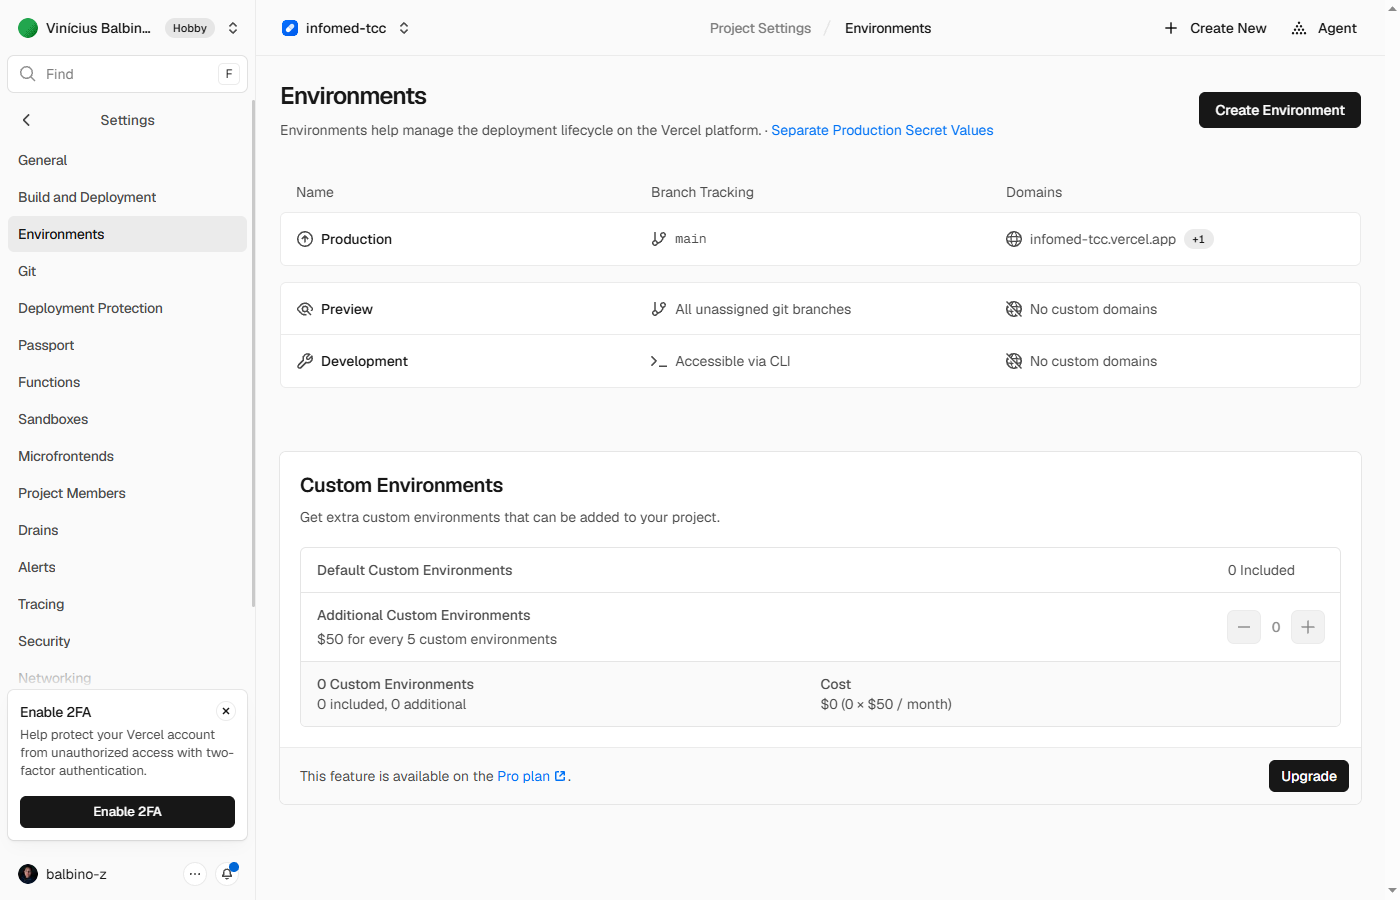 Vinícius Balbin...
Hobby
infomed-tcc
Project Settings / Environments
Create New
Agent
Find
F
Settings
General
Build and Deployment
Environments
Git
Deployment Protection
Passport
Functions
Sandboxes
Microfrontends
Project Members
Drains
Alerts
Tracing
Security
Networking
Enable 2FA
Help protect your Vercel account
from unauthorized access with two-
factor authentication.
Enable 2FA
balbino-z
Environments
Environments help manage the deployment lifecycle on the Vercel platform. · Separate Production Secret Values
Create Environment
Name Branch Tracking Domains
Production main infomed-tcc.vercel.app +1
Preview All unassigned git branches No custom domains
Development Accessible via CLI No custom domains
Custom Environments
Get extra custom environments that can be added to your project.
Default Custom Environments 0 Included
Additional Custom Environments
$50 for every 5 custom environments
0
0 Custom Environments Cost
0 included, 0 additional $0 (0 × $50 / month)
This feature is available on the Pro plan.
Upgrade